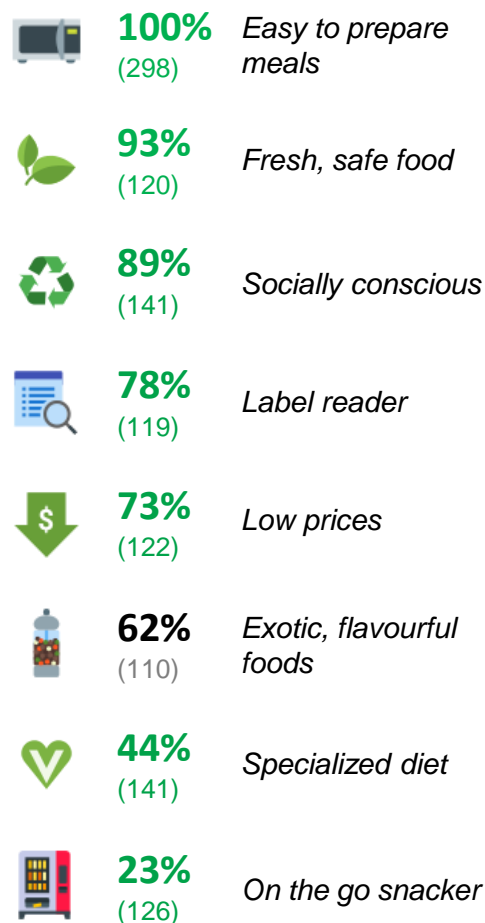 100% Easy to prepare
(298) meals
93% Fresh, safe food
(120)
89% Socially conscious
(141)
78% Label reader
(119)
$ 73% Low prices
(122)
62% Exotic, flavourful
(110) foods
V 44% Specialized diet
(141)
23% On the go snacker
(126)